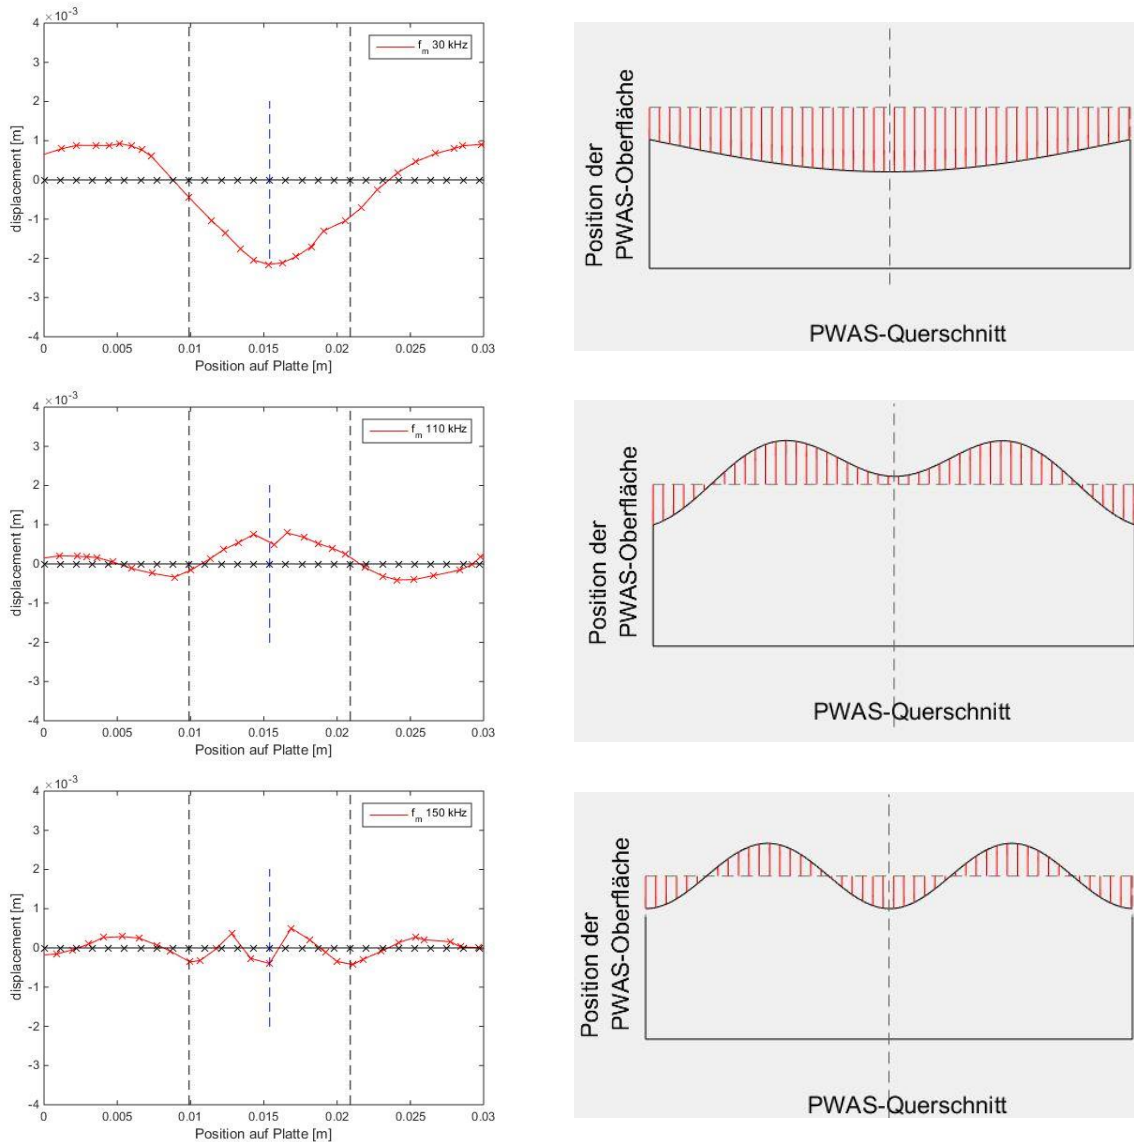 ×10⁻³
f_m 30 kHz
4
3
2
1
0
-1
-2
-3
-4
displacement [m]
0 0.005 0.01 0.015 0.02 0.025 0.03
Position auf Platte [m]
Position der
PWAS-Oberfläche
PWAS-Querschnitt
×10⁻³
f_m 110 kHz
4
3
2
1
0
-1
-2
-3
-4
displacement [m]
0 0.005 0.01 0.015 0.02 0.025 0.03
Position auf Platte [m]
Position der
PWAS-Oberfläche
PWAS-Querschnitt
×10⁻³
f_m 150 kHz
4
3
2
1
0
-1
-2
-3
-4
displacement [m]
0 0.005 0.01 0.015 0.02 0.025 0.03
Position auf Platte [m]
Position der
PWAS-Oberfläche
PWAS-Querschnitt